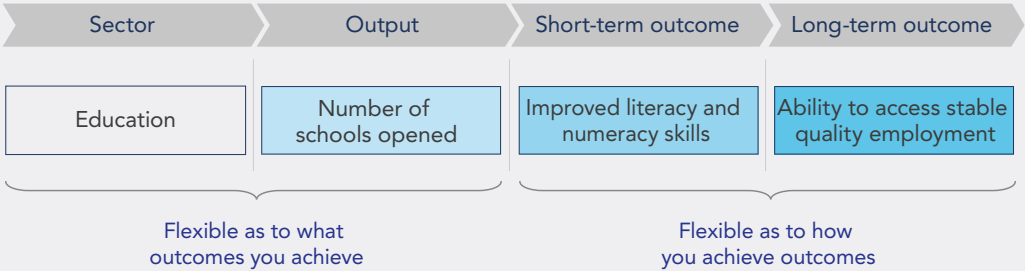 Sector
Output
Short-term outcome
Long-term outcome
Education
Number of
schools opened
Improved literacy and
numeracy skills
Ability to access stable
quality employment
Flexible as to what
outcomes you achieve
Flexible as to how
you achieve outcomes